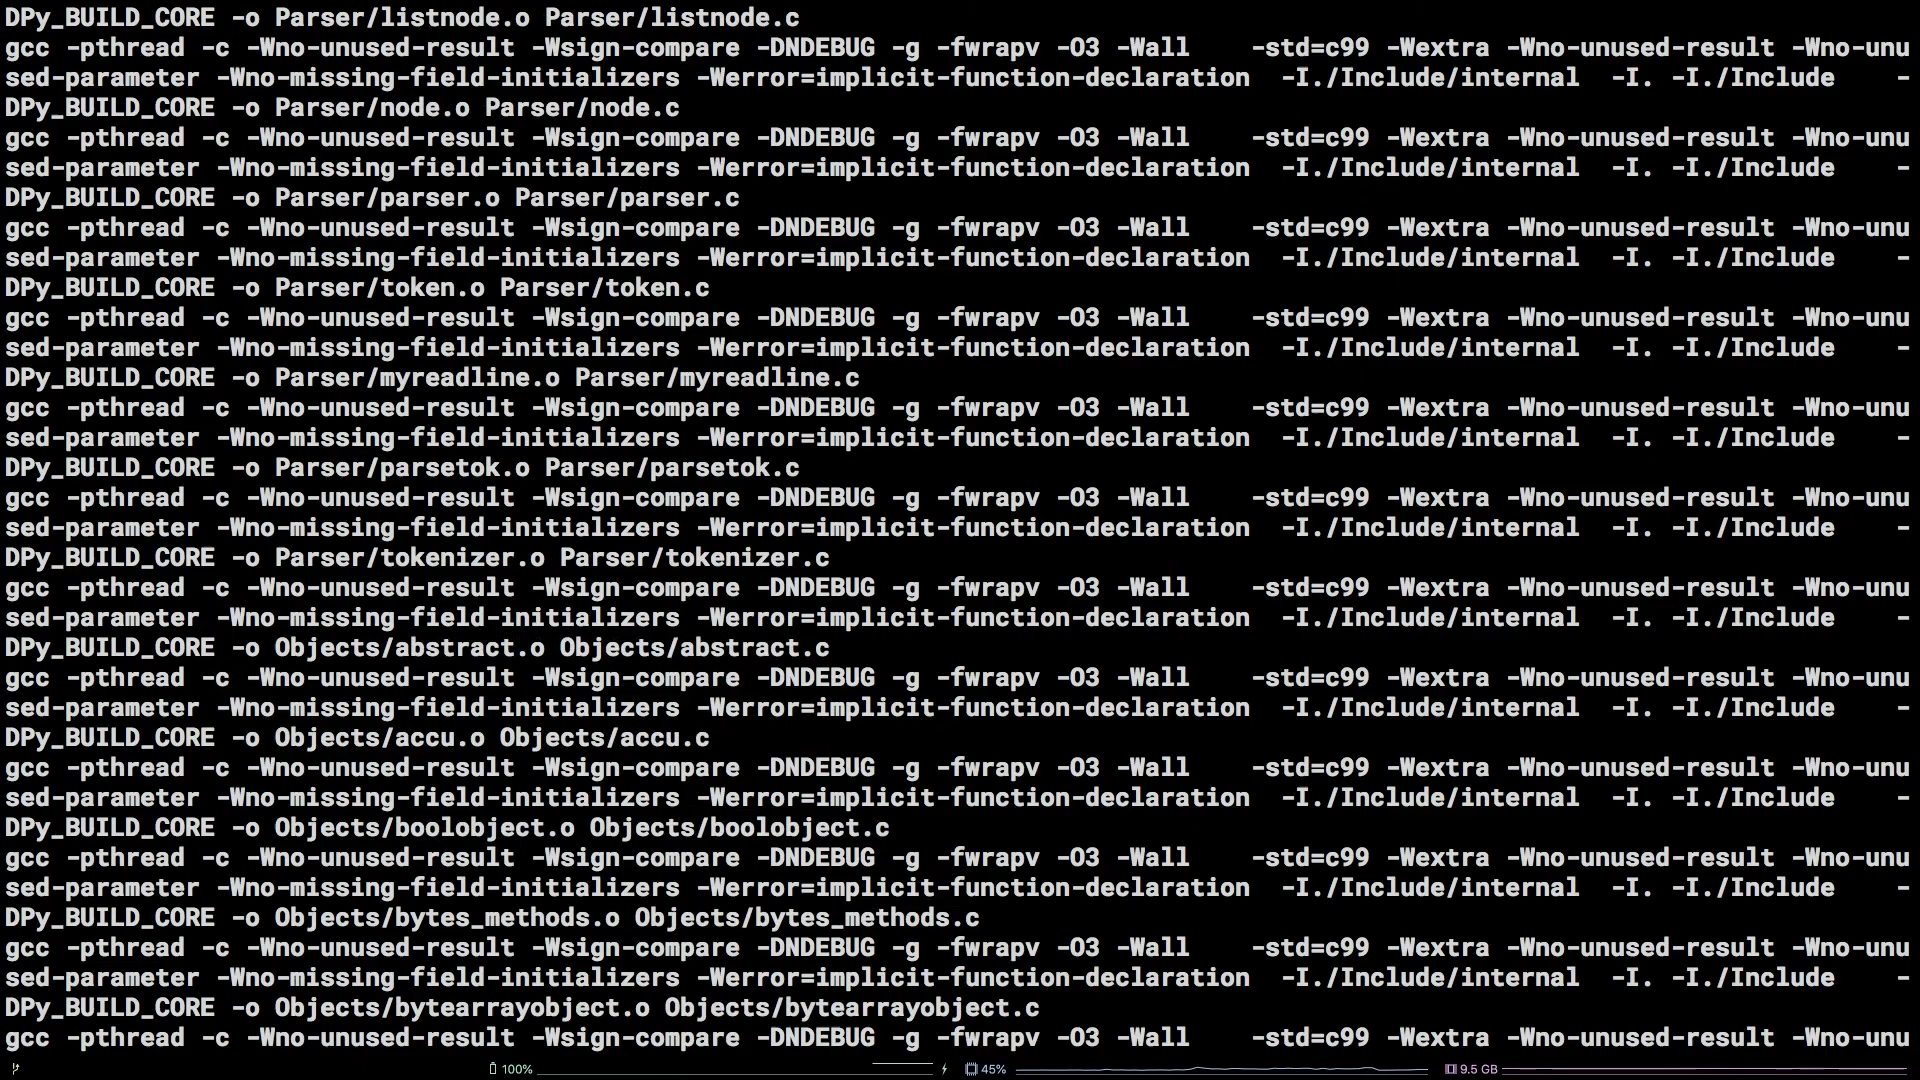 DPy_BUILD_CORE -o Parser/listnode.o Parser/listnode.c
gcc -pthread -c -Wno-unused-result -Wsign-compare -DNDEBUG -g -fwrapv -O3 -Wall    -std=c99 -Wextra -Wno-unused-result -Wno-unu
sed-parameter -Wno-missing-field-initializers -Werror=implicit-function-declaration  -I./Include/internal  -I. -I./Include    -
DPy_BUILD_CORE -o Parser/node.o Parser/node.c
gcc -pthread -c -Wno-unused-result -Wsign-compare -DNDEBUG -g -fwrapv -O3 -Wall    -std=c99 -Wextra -Wno-unused-result -Wno-unu
sed-parameter -Wno-missing-field-initializers -Werror=implicit-function-declaration  -I./Include/internal  -I. -I./Include    -
DPy_BUILD_CORE -o Parser/parser.o Parser/parser.c
gcc -pthread -c -Wno-unused-result -Wsign-compare -DNDEBUG -g -fwrapv -O3 -Wall    -std=c99 -Wextra -Wno-unused-result -Wno-unu
sed-parameter -Wno-missing-field-initializers -Werror=implicit-function-declaration  -I./Include/internal  -I. -I./Include    -
DPy_BUILD_CORE -o Parser/token.o Parser/token.c
gcc -pthread -c -Wno-unused-result -Wsign-compare -DNDEBUG -g -fwrapv -O3 -Wall    -std=c99 -Wextra -Wno-unused-result -Wno-unu
sed-parameter -Wno-missing-field-initializers -Werror=implicit-function-declaration  -I./Include/internal  -I. -I./Include    -
DPy_BUILD_CORE -o Parser/myreadline.o Parser/myreadline.c
gcc -pthread -c -Wno-unused-result -Wsign-compare -DNDEBUG -g -fwrapv -O3 -Wall    -std=c99 -Wextra -Wno-unused-result -Wno-unu
sed-parameter -Wno-missing-field-initializers -Werror=implicit-function-declaration  -I./Include/internal  -I. -I./Include    -
DPy_BUILD_CORE -o Parser/parsetok.o Parser/parsetok.c
gcc -pthread -c -Wno-unused-result -Wsign-compare -DNDEBUG -g -fwrapv -O3 -Wall    -std=c99 -Wextra -Wno-unused-result -Wno-unu
sed-parameter -Wno-missing-field-initializers -Werror=implicit-function-declaration  -I./Include/internal  -I. -I./Include    -
DPy_BUILD_CORE -o Parser/tokenizer.o Parser/tokenizer.c
gcc -pthread -c -Wno-unused-result -Wsign-compare -DNDEBUG -g -fwrapv -O3 -Wall    -std=c99 -Wextra -Wno-unused-result -Wno-unu
sed-parameter -Wno-missing-field-initializers -Werror=implicit-function-declaration  -I./Include/internal  -I. -I./Include    -
DPy_BUILD_CORE -o Objects/abstract.o Objects/abstract.c
gcc -pthread -c -Wno-unused-result -Wsign-compare -DNDEBUG -g -fwrapv -O3 -Wall    -std=c99 -Wextra -Wno-unused-result -Wno-unu
sed-parameter -Wno-missing-field-initializers -Werror=implicit-function-declaration  -I./Include/internal  -I. -I./Include    -
DPy_BUILD_CORE -o Objects/accu.o Objects/accu.c
gcc -pthread -c -Wno-unused-result -Wsign-compare -DNDEBUG -g -fwrapv -O3 -Wall    -std=c99 -Wextra -Wno-unused-result -Wno-unu
sed-parameter -Wno-missing-field-initializers -Werror=implicit-function-declaration  -I./Include/internal  -I. -I./Include    -
DPy_BUILD_CORE -o Objects/boolobject.o Objects/boolobject.c
gcc -pthread -c -Wno-unused-result -Wsign-compare -DNDEBUG -g -fwrapv -O3 -Wall    -std=c99 -Wextra -Wno-unused-result -Wno-unu
sed-parameter -Wno-missing-field-initializers -Werror=implicit-function-declaration  -I./Include/internal  -I. -I./Include    -
DPy_BUILD_CORE -o Objects/bytes_methods.o Objects/bytes_methods.c
gcc -pthread -c -Wno-unused-result -Wsign-compare -DNDEBUG -g -fwrapv -O3 -Wall    -std=c99 -Wextra -Wno-unused-result -Wno-unu
sed-parameter -Wno-missing-field-initializers -Werror=implicit-function-declaration  -I./Include/internal  -I. -I./Include    -
DPy_BUILD_CORE -o Objects/bytearrayobject.o Objects/bytearrayobject.c
gcc -pthread -c -Wno-unused-result -Wsign-compare -DNDEBUG -g -fwrapv -O3 -Wall    -std=c99 -Wextra -Wno-unused-result -Wno-unu
100% 45% 9.5 GB